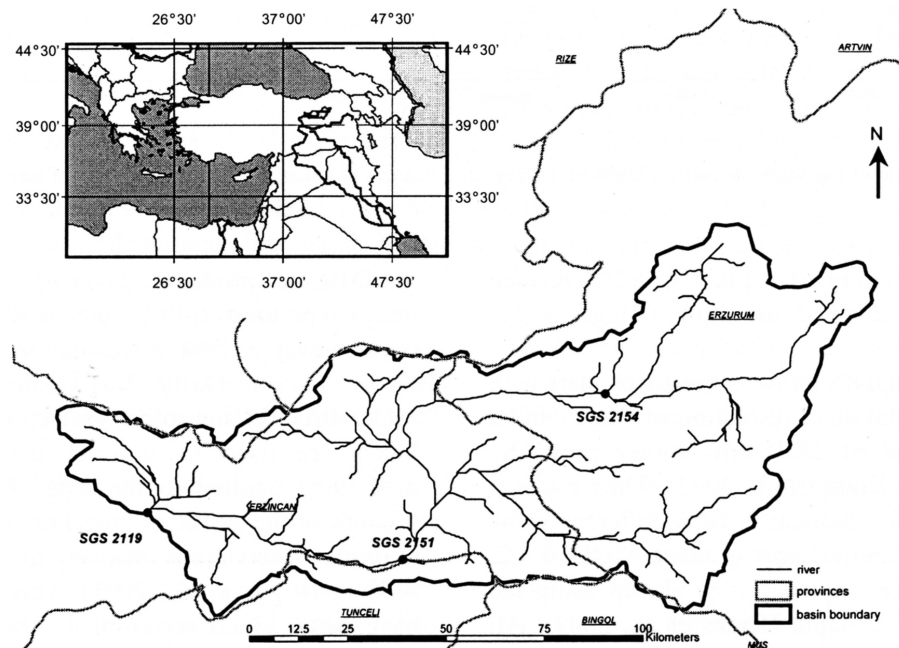 26°30' 37°00' 47°50'
44°30' 44°30'
39°00' 39°00'
33°30' 33°30'
26°30' 37°00' 47°50'
RIZE
ARTVIN
N
ERZURUM
SGS 2154
ERZINCAN
SGS 2119
SGS 2151
TUNCELI
BINGOL
MUS
river
provinces
basin boundary
0 12.5 25 50 75 100
Kilometers